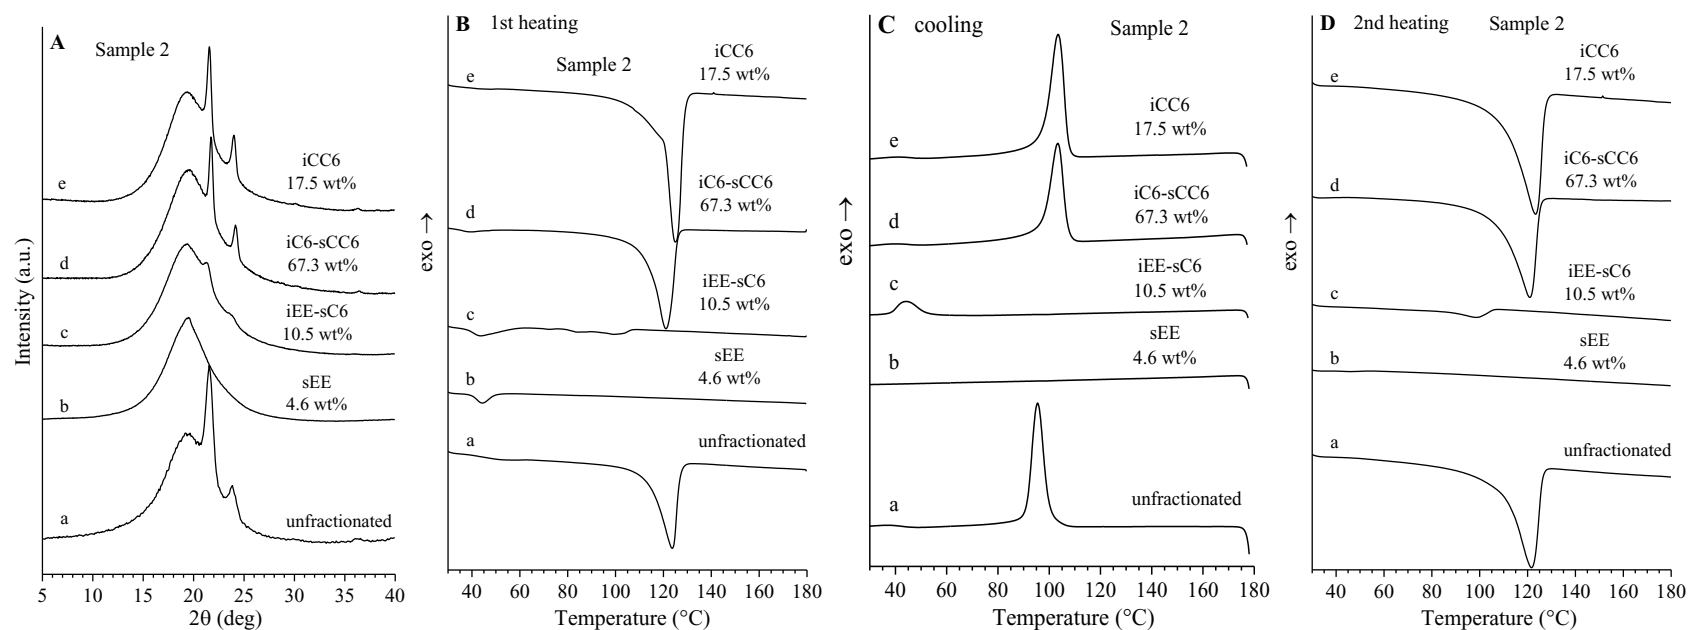 A
Sample 2
iCC6
17.5 wt%
e
iC6-sCC6
67.3 wt%
d
iEE-sC6
10.5 wt%
c
sEE
4.6 wt%
b
a
unfractionated
Intensity (a.u.)
5 10 15 20 25 30 35 40
2θ (deg)
B 1st heating
Sample 2
iCC6
17.5 wt%
e
iC6-sCC6
67.3 wt%
d
exo →
iEE-sC6
10.5 wt%
c
sEE
4.6 wt%
b
a
unfractionated
40 60 80 100 120 140 160 180
Temperature (°C)
C cooling
Sample 2
iCC6
17.5 wt%
e
iC6-sCC6
67.3 wt%
d
exo →
iEE-sC6
10.5 wt%
c
sEE
4.6 wt%
b
a
unfractionated
40 60 80 100 120 140 160 180
Temperature (°C)
D 2nd heating Sample 2
iCC6
17.5 wt%
e
iC6-sCC6
67.3 wt%
d
exo →
iEE-sC6
10.5 wt%
c
sEE
4.6 wt%
b
a
unfractionated
40 60 80 100 120 140 160 180
Temperature (°C)